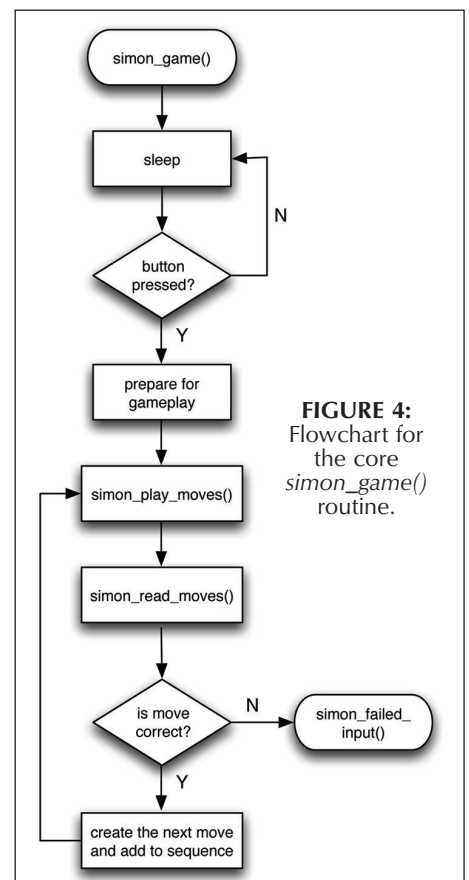 simon_game()
sleep
N
button
pressed?
Y
prepare for
gameplay
FIGURE 4:
Flowchart for
the core
simon_game()
routine.
simon_play_moves()
simon_read_moves()
is move
correct?
N
simon_failed_
input()
Y
create the next move
and add to sequence